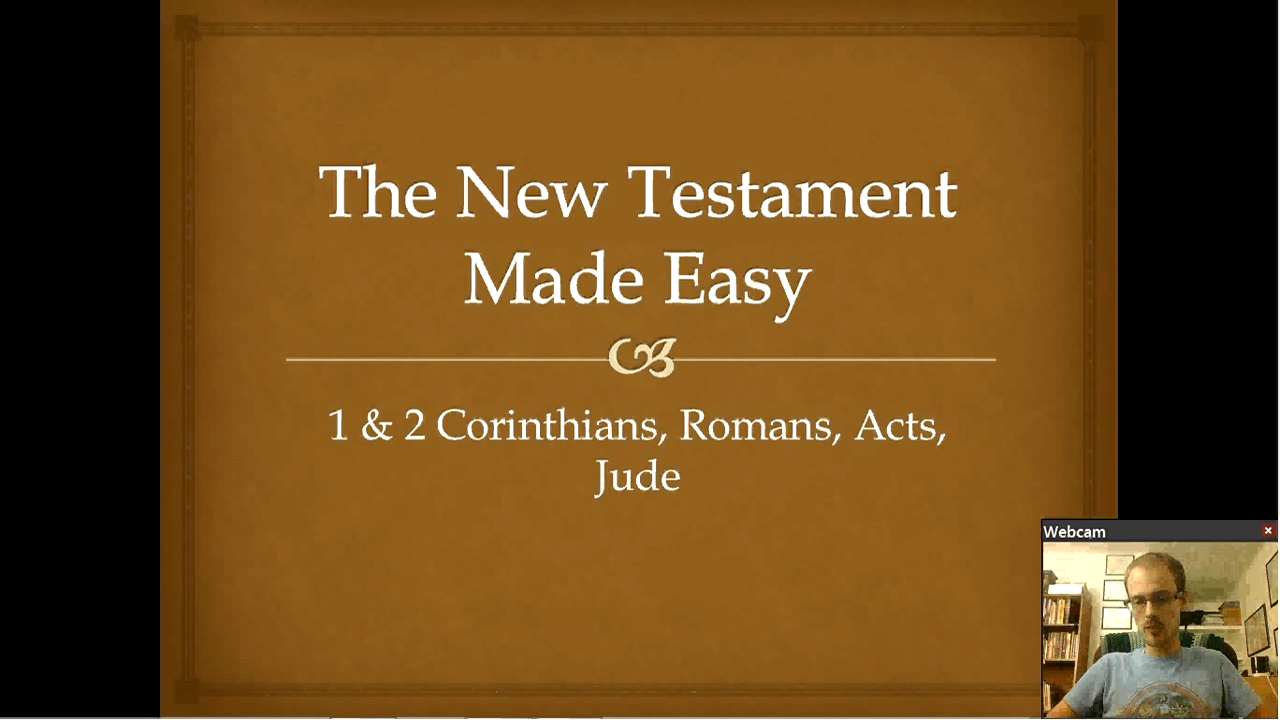 The New Testament
Made Easy
1 & 2 Corinthians, Romans, Acts,
Jude
Webcam